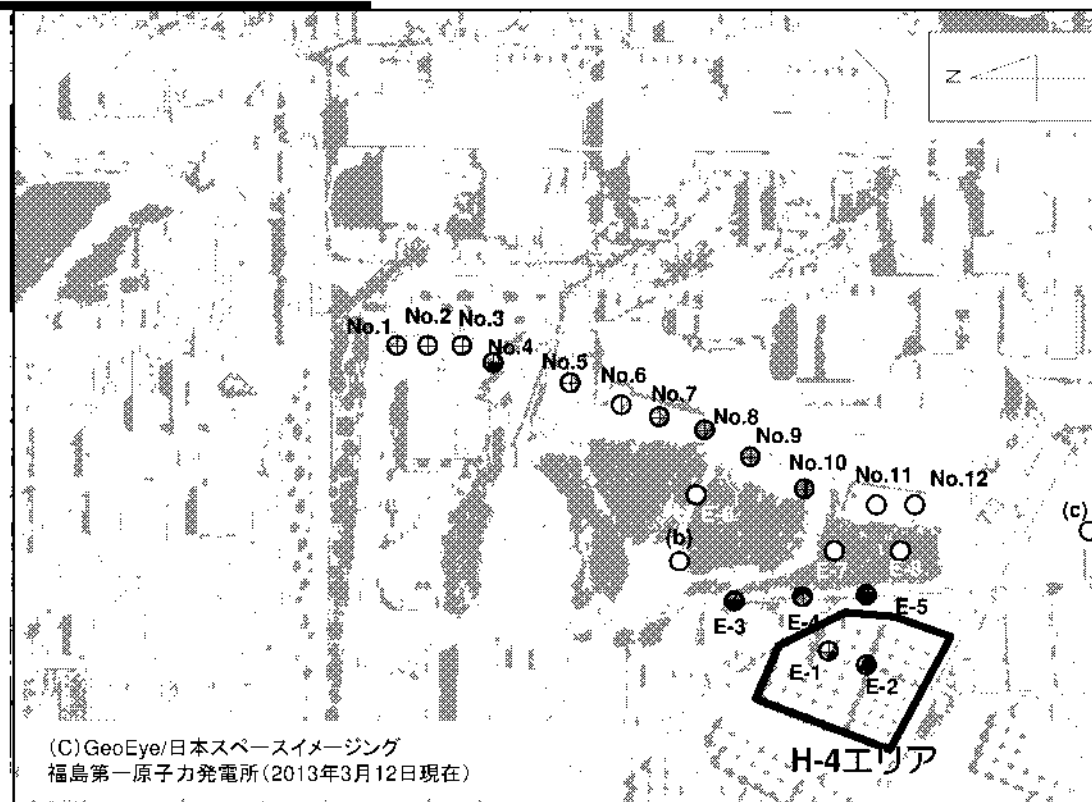 N
No.1
No.2
No.3
No.4
No.5
No.6
No.7
No.8
No.9
No.10
No.11
No.12
(b)
(c)
E-3
E-4
E-5
E-1
E-2
H-4エリア
(C)GeoEye/日本スペースイメージング
福島第一原子力発電所(2013年3月12日現在)